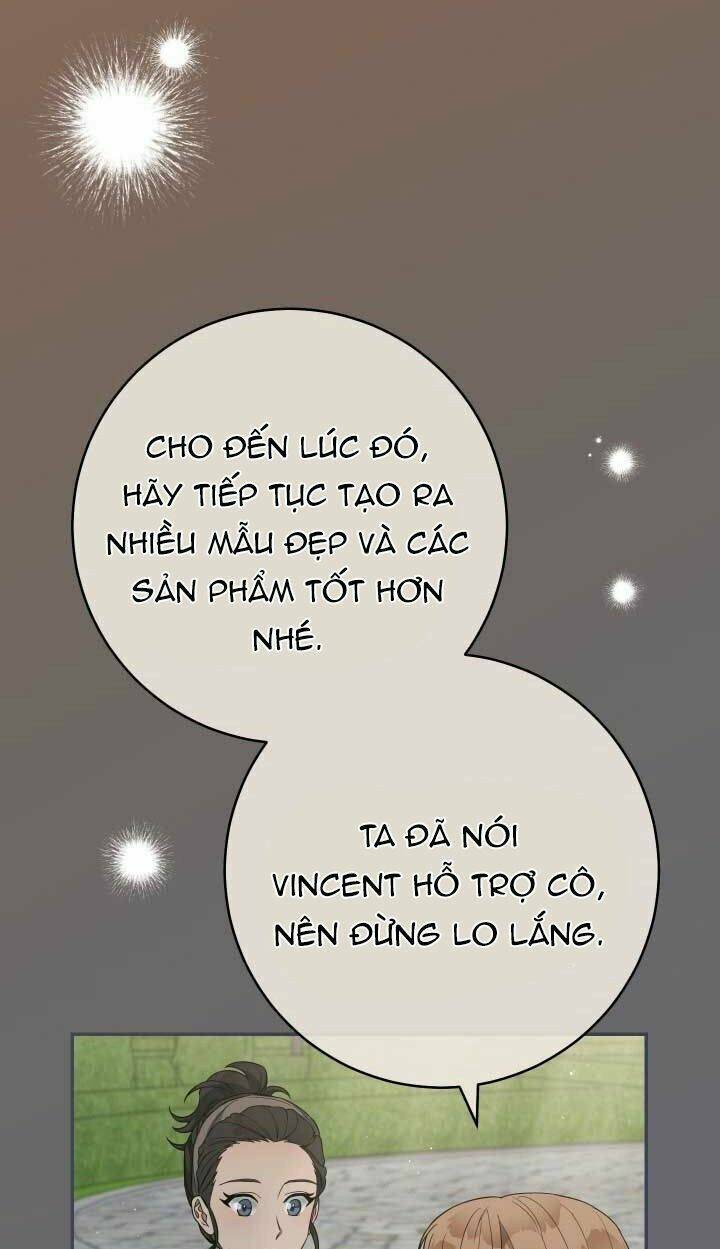 CHO ĐẾN LÚC ĐÓ,
HÃY TIẾP TỤC TẠO RA
NHIỀU MẪU ĐẸP VÀ CÁC
SẢN PHẨM TỐT HƠN
NHÉ.
TA ĐÃ NÓI
VINCENT HỖ TRỢ CÔ,
NÊN ĐỪNG LO LẮNG.